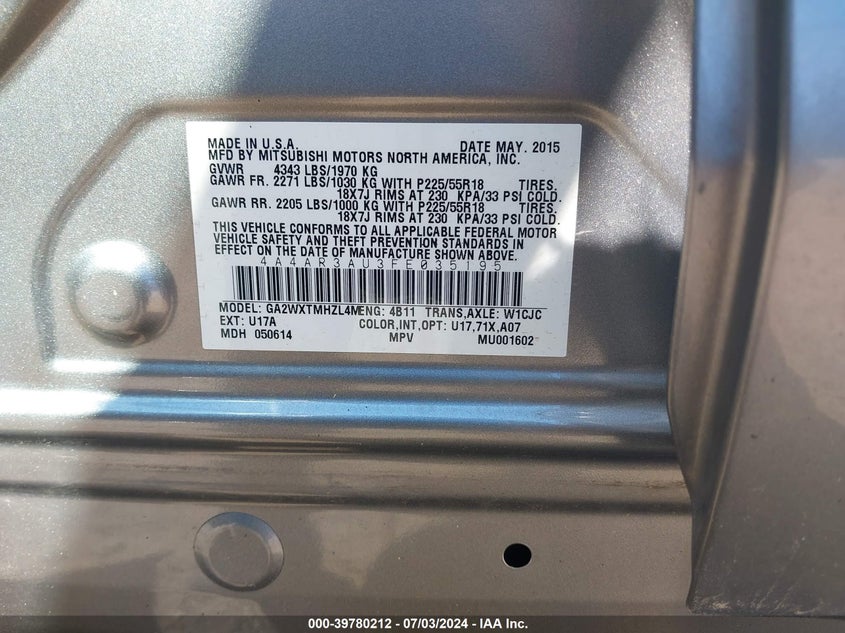 MADE IN U.S.A. DATE MAY. 2015
MFD BY MITSUBISHI MOTORS NORTH AMERICA, INC.
GVWR 4343 LBS/1970 KG
GAWR FR. 2271 LBS/1030 KG WITH P225/55R18 TIRES.
18X7J RIMS AT 230 KPA/33 PSI COLD.
GAWR RR. 2205 LBS/1000 KG WITH P225/55R18 TIRES.
18X7J RIMS AT 230 KPA/33 PSI COLD.
THIS VEHICLE CONFORMS TO ALL APPLICABLE FEDERAL MOTOR
VEHICLE SAFETY AND THEFT PREVENTION STANDARDS IN
EFFECT ON THE DATE OF MANUFACTURE SHOWN ABOVE.
4A4AR3AU3FE035195
MODEL: GA2WXTMHZL4M ENG: 4B11 TRANS,AXLE: W1CJC
EXT: U17A COLOR,INT,OPT: U17,71X,A07
MDH 050614 MPV MU001602
000-39780212 - 07/03/2024 - IAA Inc.